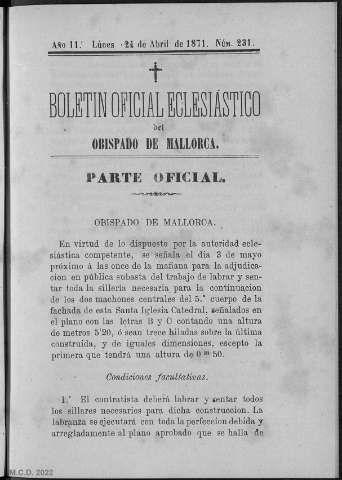 Año 11.° Lúnes 24 de Abril de 1871. Núm. 231.
BOLETIN OFICIAL ECLESIÁSTICO
del
OBISPADO DE MALLORCA.
PARTE OFICIAL.
OBISPADO DE MALLORCA.
En virtud de lo dispuesto por la autoridad ecle-
siástica competente, se señala el dia 3 de mayo
próximo á las once de la mañana para la adjudica-
cion en pública subasta del trabajo de labrar y sen-
tar toda la sillería necesaria para la continuacion
de los dos machones centrales del 5.° cuerpo de la
fachada de esta Santa Iglesia Catedral, señalados en
el plano con las letras B y C contando una altura
de metros 5'20, ó sean trece hiladas sobre la última
construida, y de iguales dimensiones, escepto la
primera que tendrá una altura de 0 m 50.
Condiciones facultativas.
1.ª El contratista deberá labrar y sentar todos
los sillares necesarios para dicha construccion. La
labranza se ejecutará con toda la perfeccion debida y
arregladamente al plano aprobado que se halla de
M.C.D. 2022